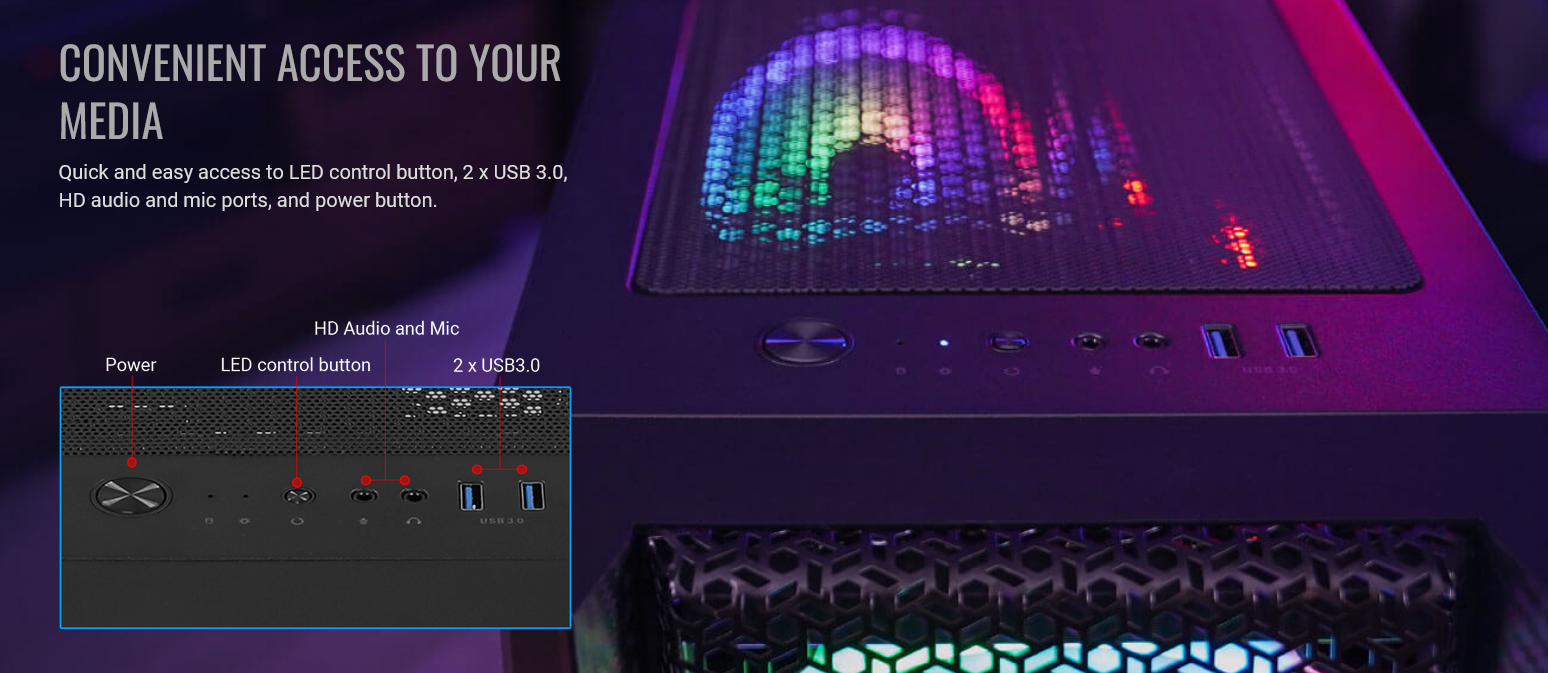 CONVENIENT ACCESS TO YOUR
MEDIA
Quick and easy access to LED control button, 2 x USB 3.0,
HD audio and mic ports, and power button.
HD Audio and Mic
Power
LED control button
2 x USB3.0
USB 3.0
USB 3.0